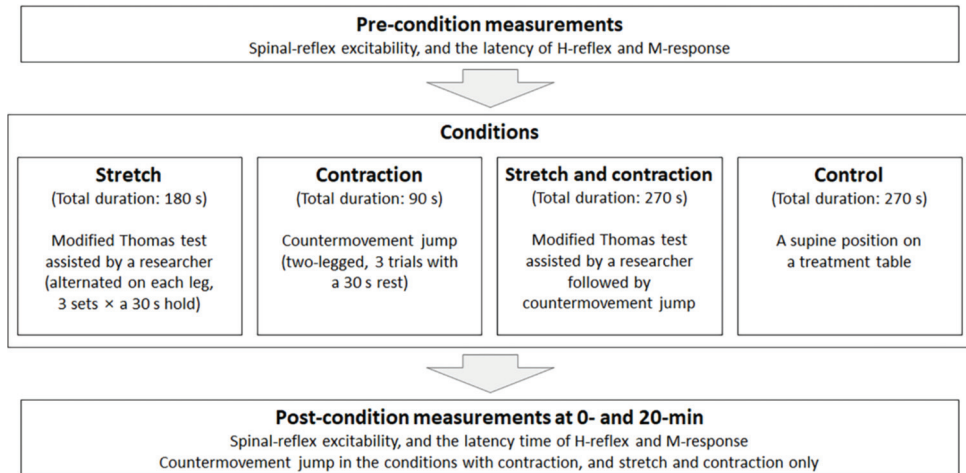 Pre-condition measurements
Spinal-reflex excitability, and the latency of H-reflex and M-response
Conditions
Stretch
(Total duration: 180 s)
Modified Thomas test
assisted by a researcher
(alternated on each leg,
3 sets × a 30 s hold)
Contraction
(Total duration: 90 s)
Countermovement jump
(two-legged, 3 trials with
a 30 s rest)
Stretch and contraction
(Total duration: 270 s)
Modified Thomas test
assisted by a researcher
followed by
countermovement jump
Control
(Total duration: 270 s)
A supine position on
a treatment table
Post-condition measurements at 0- and 20-min
Spinal-reflex excitability, and the latency time of H-reflex and M-response
Countermovement jump in the conditions with contraction, and stretch and contraction only